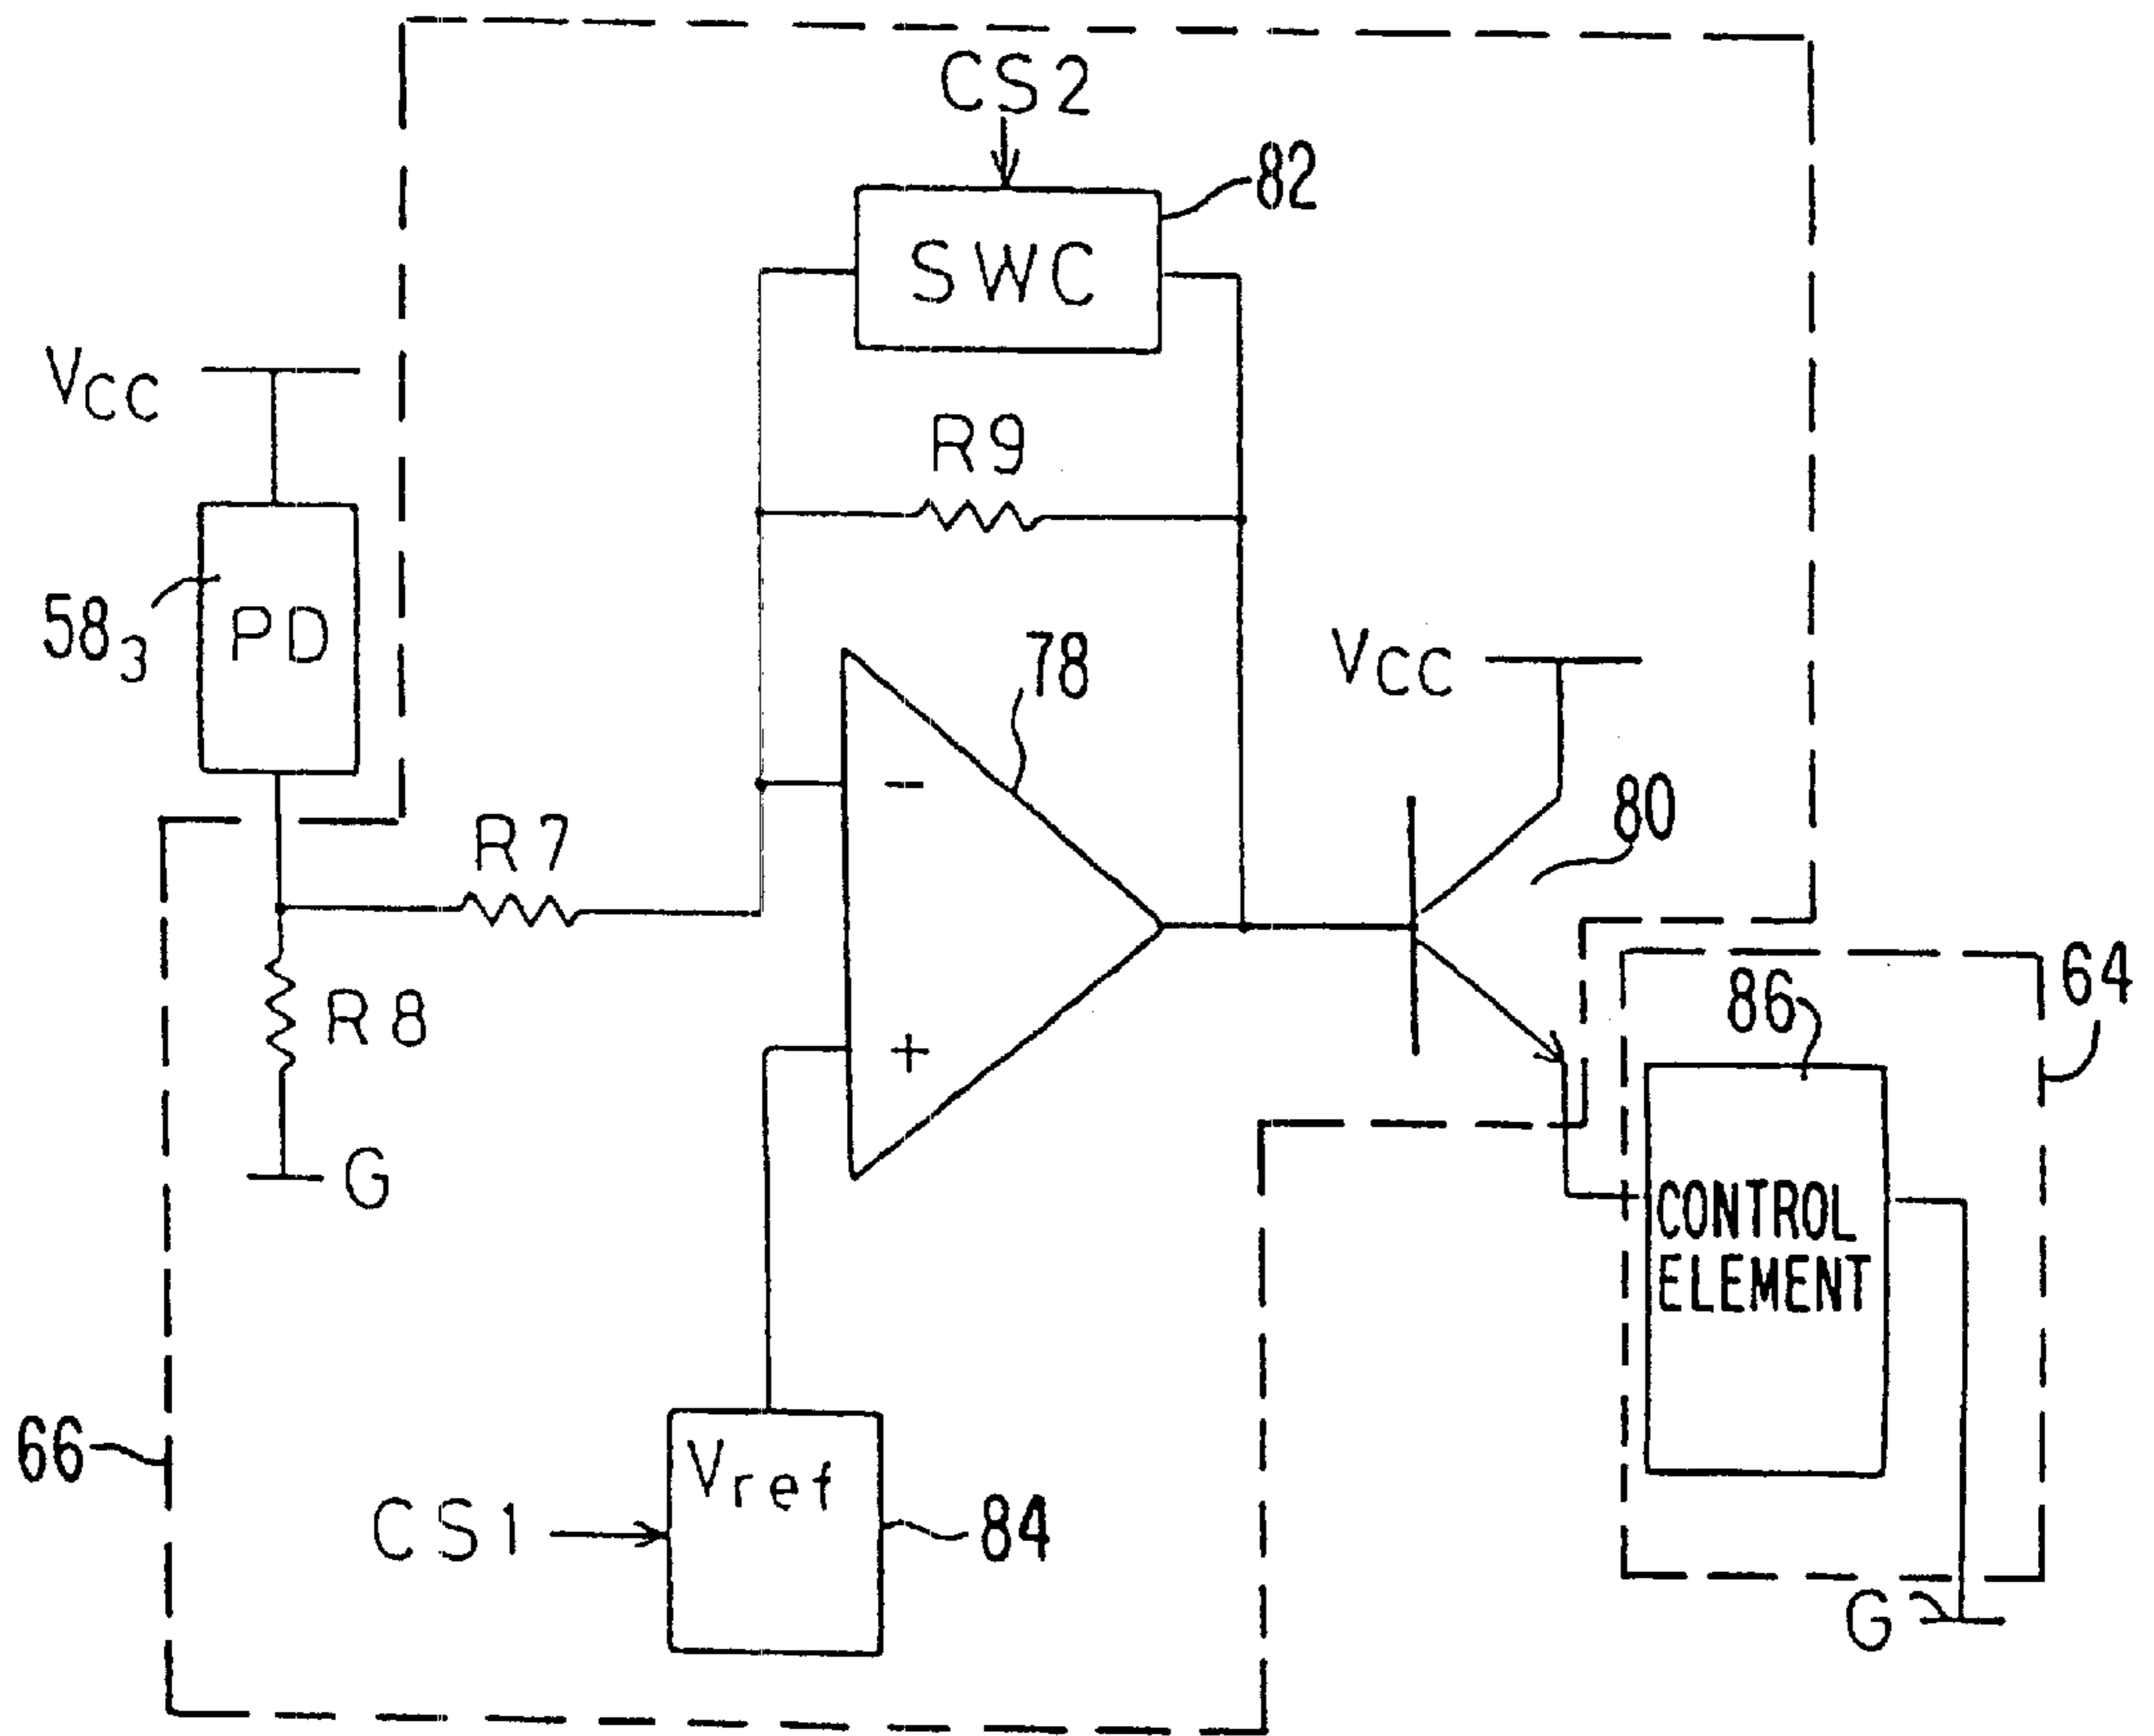 CS2
82
SWC
VCC
R9
583
PD
78
VCC
80
R7
-
64
86
R8
+
G
CONTROL
ELEMENT
66
Vref
CS1
84
G